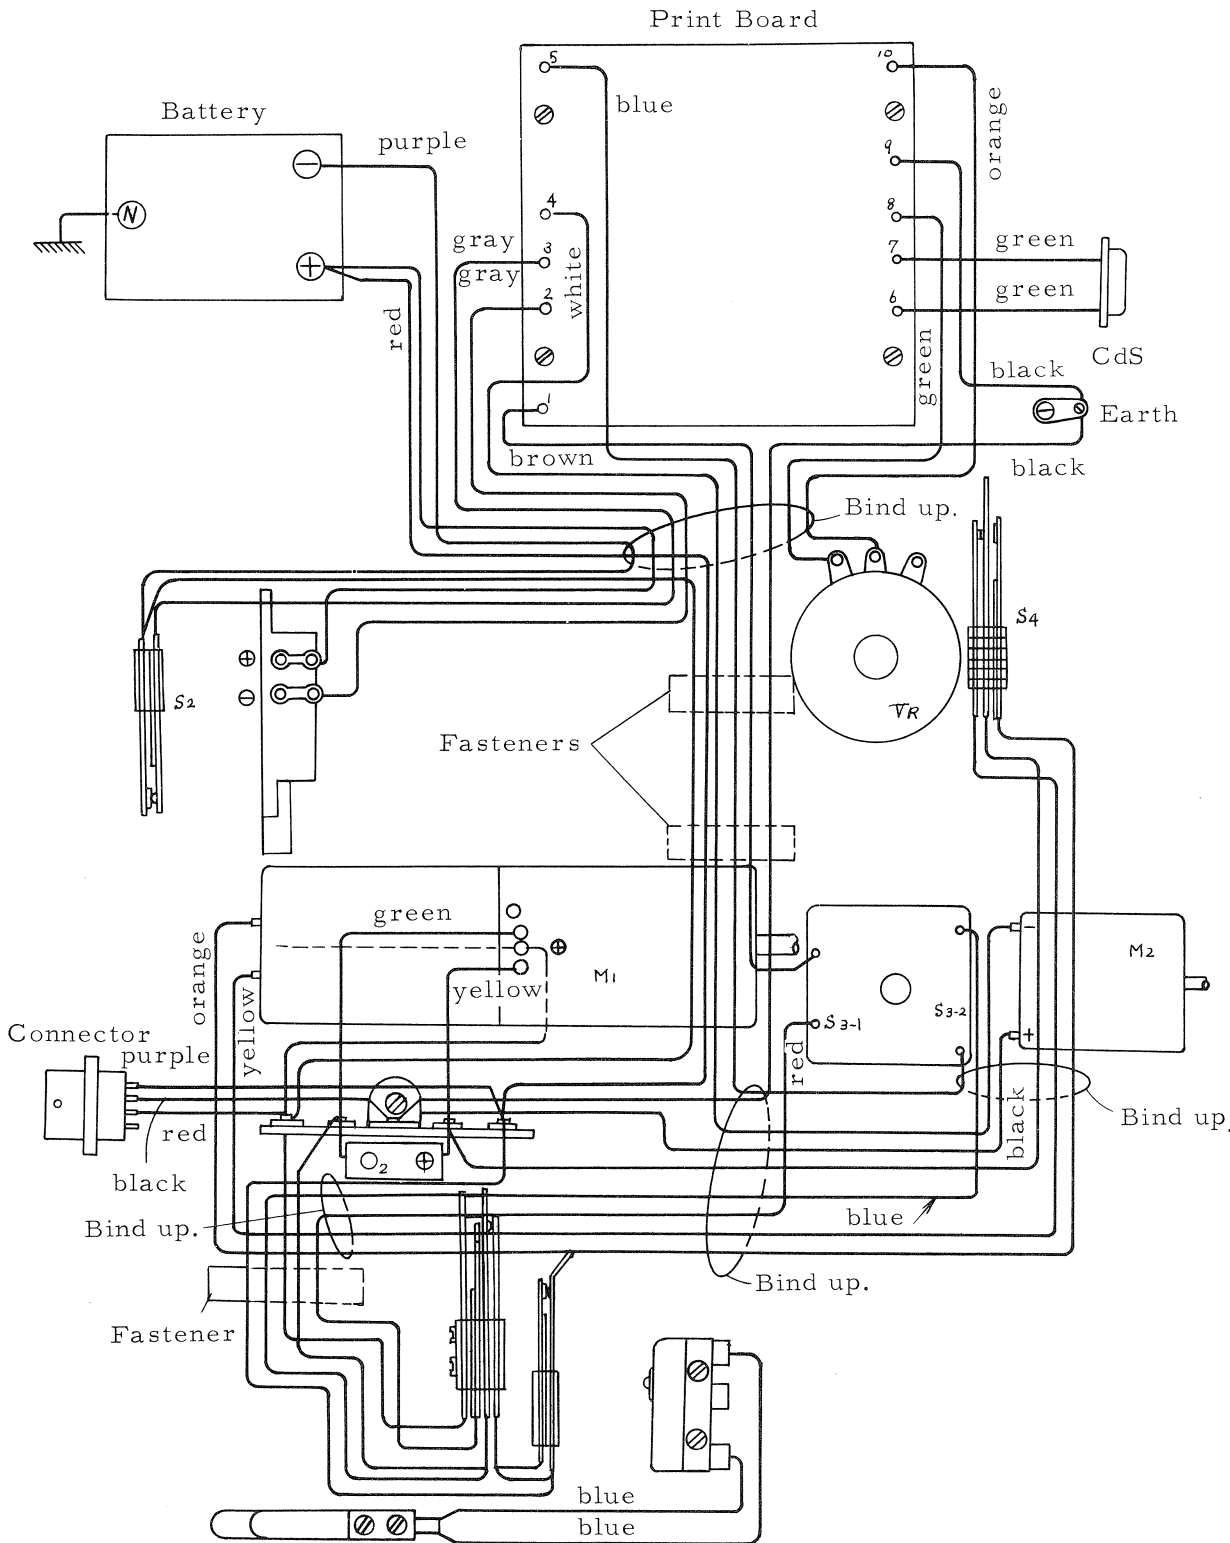 Print Board
5
10
blue
orange
Battery
purple
−
9
N
4
8
gray
3
7
green
gray
white
+
2
6
green
red
green
CdS
1
black
Earth
brown
black
Bind up.
S4
+
S2
−
VR
Fasteners
green
orange
+
M1
−
M2
yellow
yellow
S3-1
S3-2
+
Connector
purple
red
black
red
Bind up.
2
+
black
blue
Bind up.
Bind up.
Fastener
blue
blue